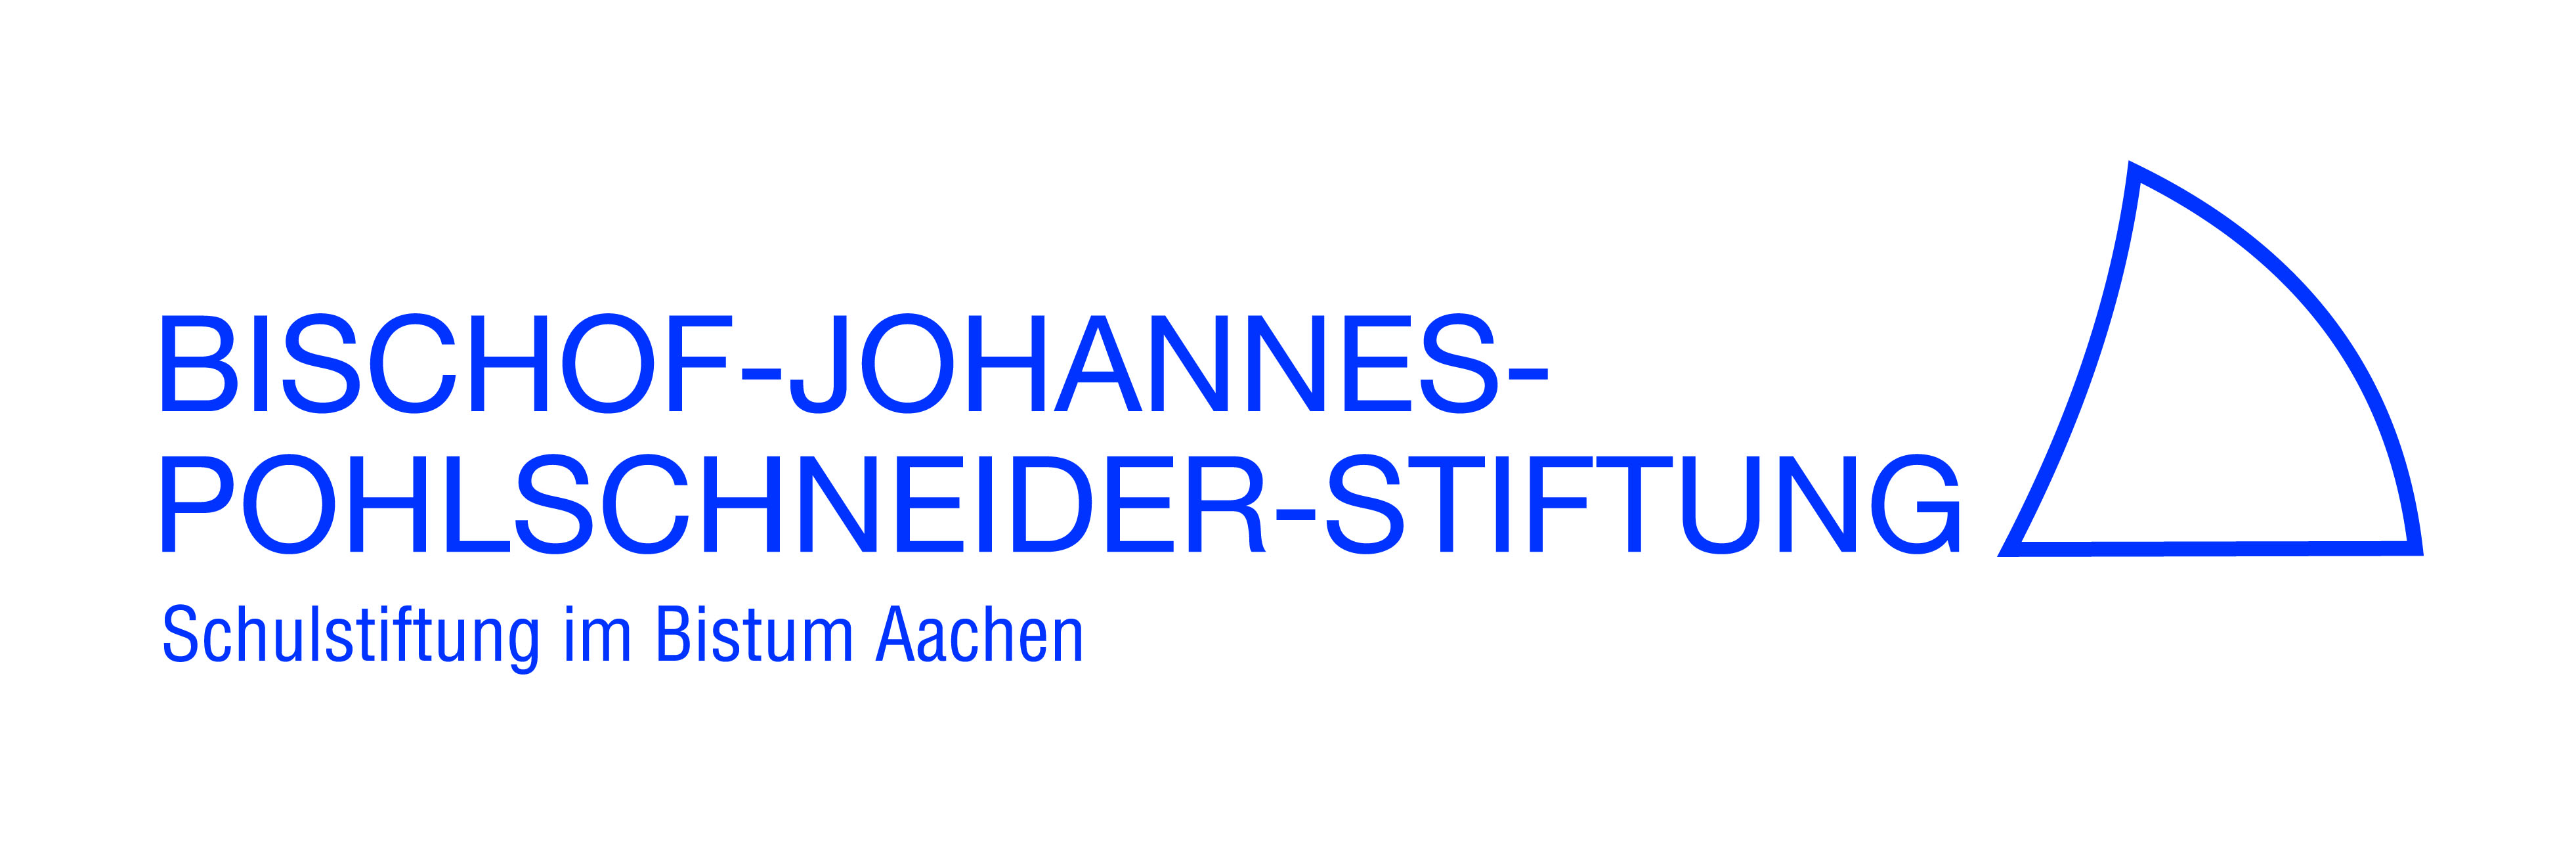 BISCHOF-JOHANNES-
POHLSCHNEIDER-STIFTUNG
Schulstiftung im Bistum Aachen